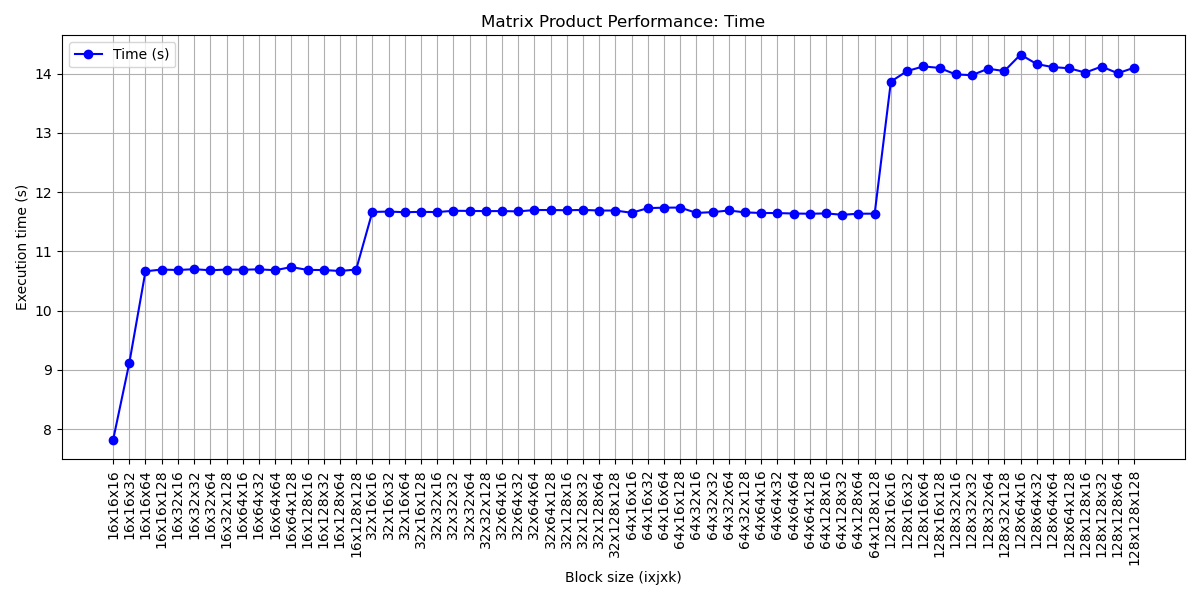 Matrix Product Performance: Time
Time (s)
Execution time (s)
14
13
12
11
10
9
8
16x16x16
16x16x32
16x16x64
16x16x128
16x32x16
16x32x32
16x32x64
16x32x128
16x64x16
16x64x32
16x64x64
16x64x128
16x128x16
16x128x32
16x128x64
16x128x128
32x16x16
32x16x32
32x16x64
32x16x128
32x32x16
32x32x32
32x32x64
32x32x128
32x64x16
32x64x32
32x64x64
32x64x128
32x128x16
32x128x32
32x128x64
32x128x128
64x16x16
64x16x32
64x16x64
64x16x128
64x32x16
64x32x32
64x32x64
64x32x128
64x64x16
64x64x32
64x64x64
64x64x128
64x128x16
64x128x32
64x128x64
64x128x128
128x16x16
128x16x32
128x16x64
128x16x128
128x32x16
128x32x32
128x32x64
128x32x128
128x64x16
128x64x32
128x64x64
128x64x128
128x128x16
128x128x32
128x128x64
128x128x128
Block size (ixjxk)